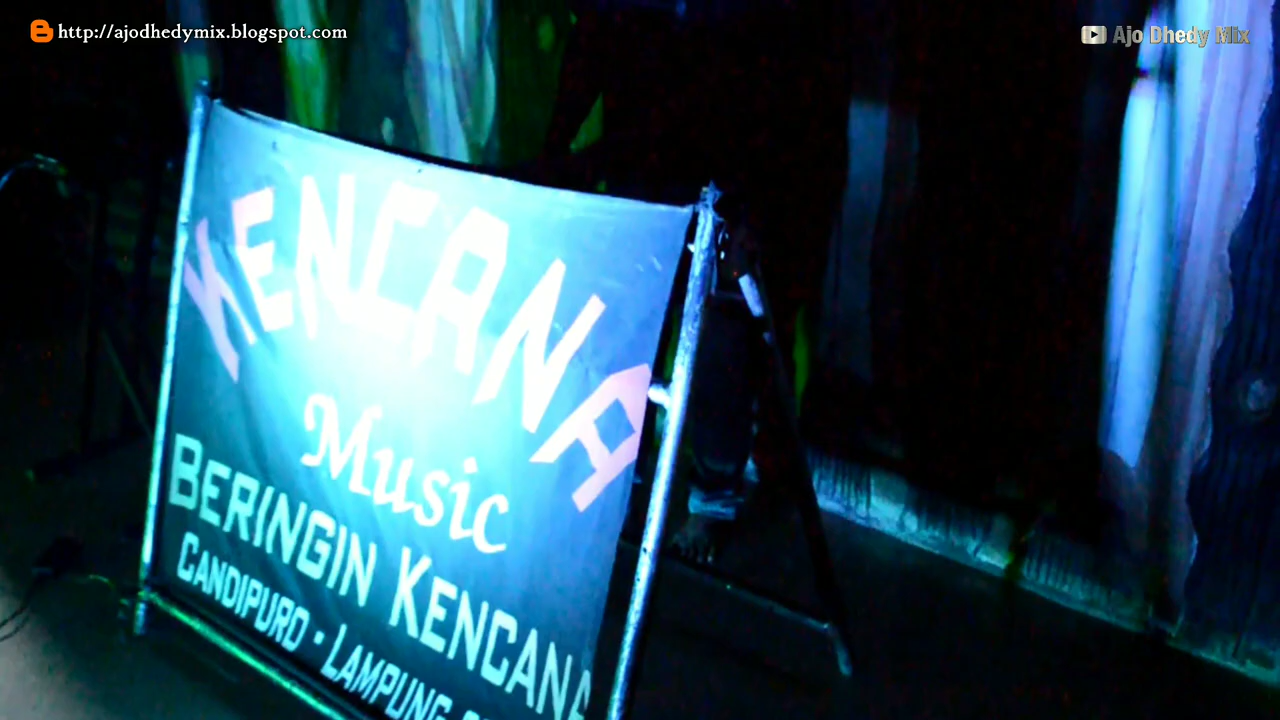 http://ajodhedymix.blogspot.com
Ajo Dhedy Mix
KENCANA
Music
BERINGIN KENCANA
CANDIPURO - LAMPUNG